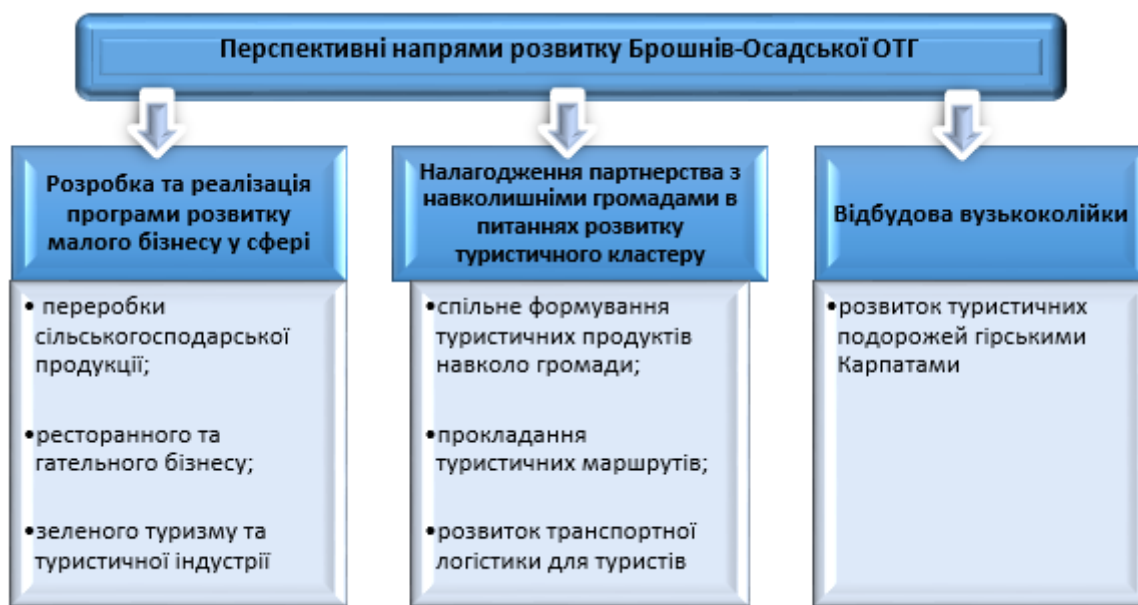 Перспективні напрями розвитку Брошнів-Осадської ОТГ
Розробка та реалізація
програми розвитку
малого бізнесу у сфері
• переробки
сільськогосподарської
продукції;
•ресторанного та
гательного бізнесу;
•зеленого туризму та
туристичної індустрії
Налагодження партнерства з
навколишніми громадами в
питаннях розвитку
туристичного кластеру
•спільне формування
туристичних продуктів
навколо громади;
•прокладання
туристичних маршрутів;
•розвиток транспортної
логістики для туристів
Відбудова вузькоколійки
•розвиток туристичних
подорожей гірськими
Карпатами